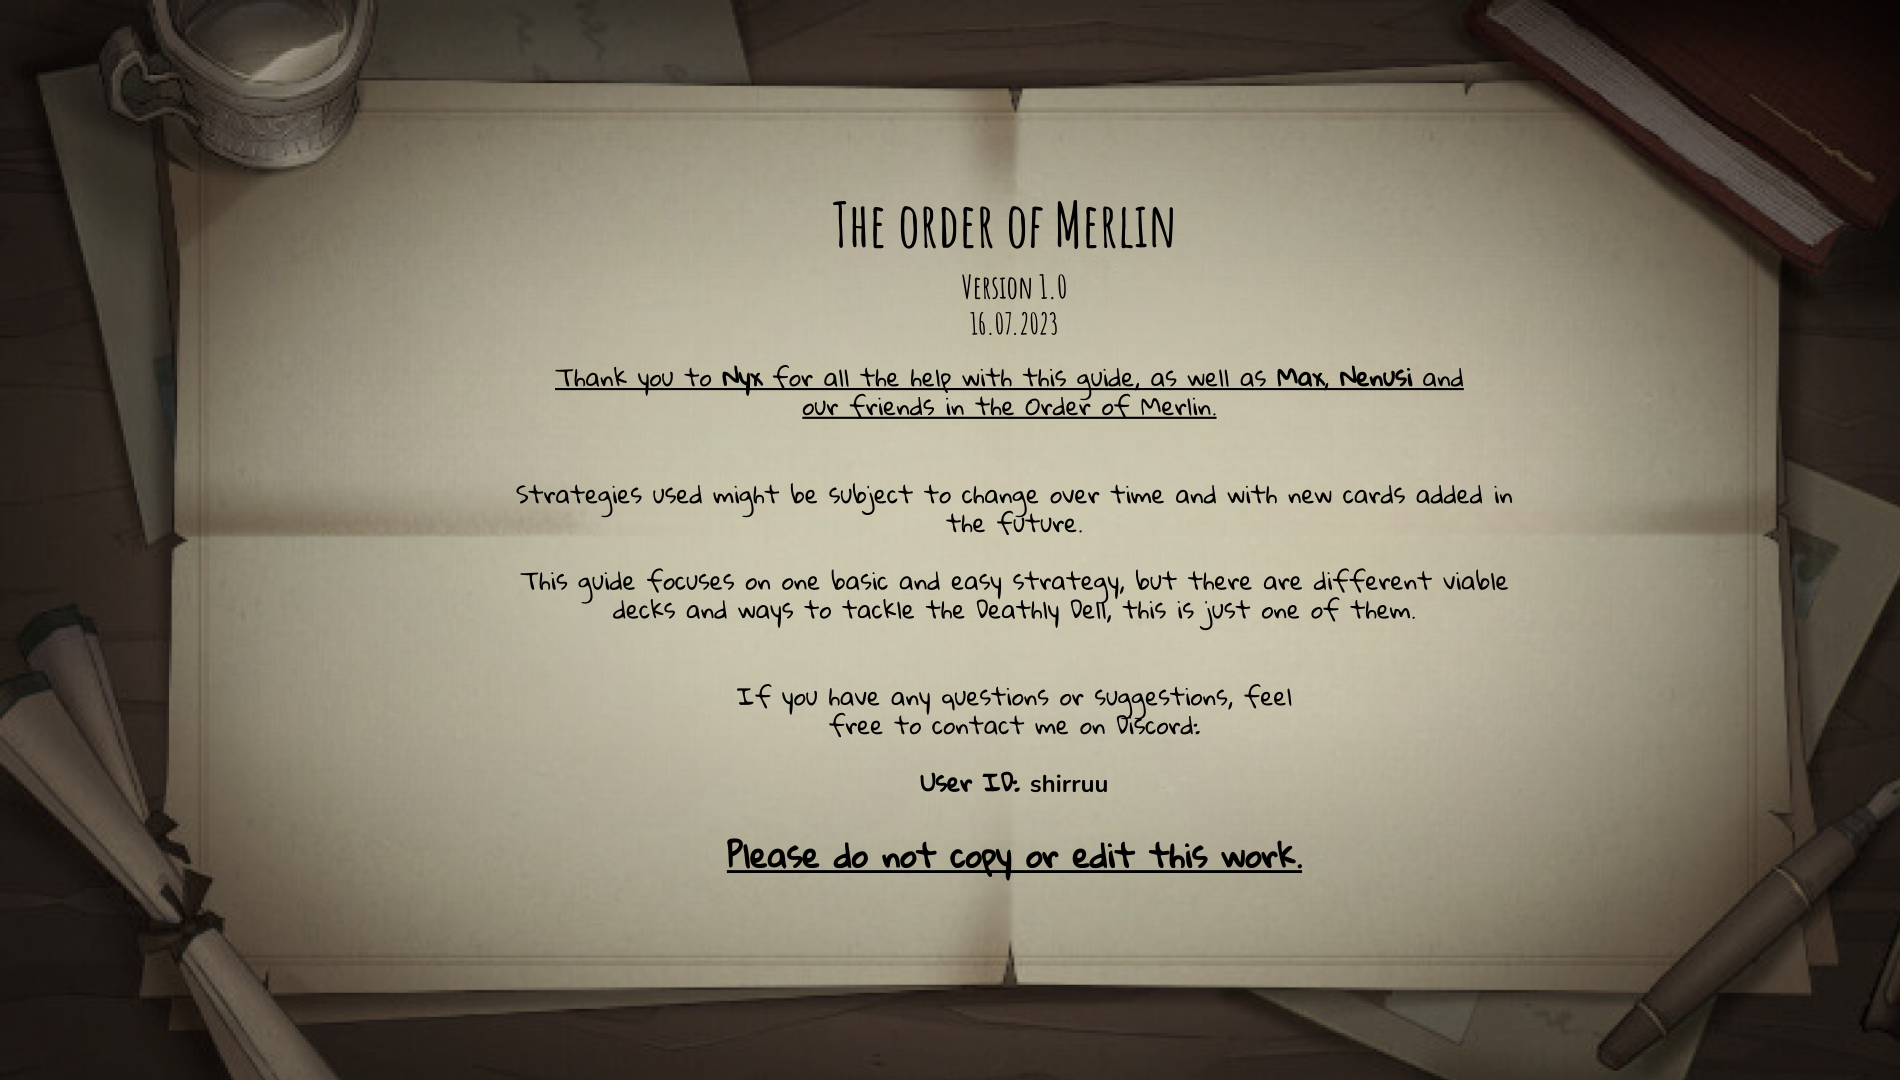 The order of Merlin
Version 1.0
16.07.2023
Thank you to Nyx for all the help with this guide, as well as Max, Nenusi and
our friends in the Order of Merlin.
Strategies used might be subject to change over time and with new cards added in
the future.
This guide focuses on one basic and easy strategy, but there are different viable
decks and ways to tackle the Deathly Dell, this is just one of them.
If you have any questions or suggestions, feel
free to contact me on Discord:
User ID: shirruu
Please do not copy or edit this work.